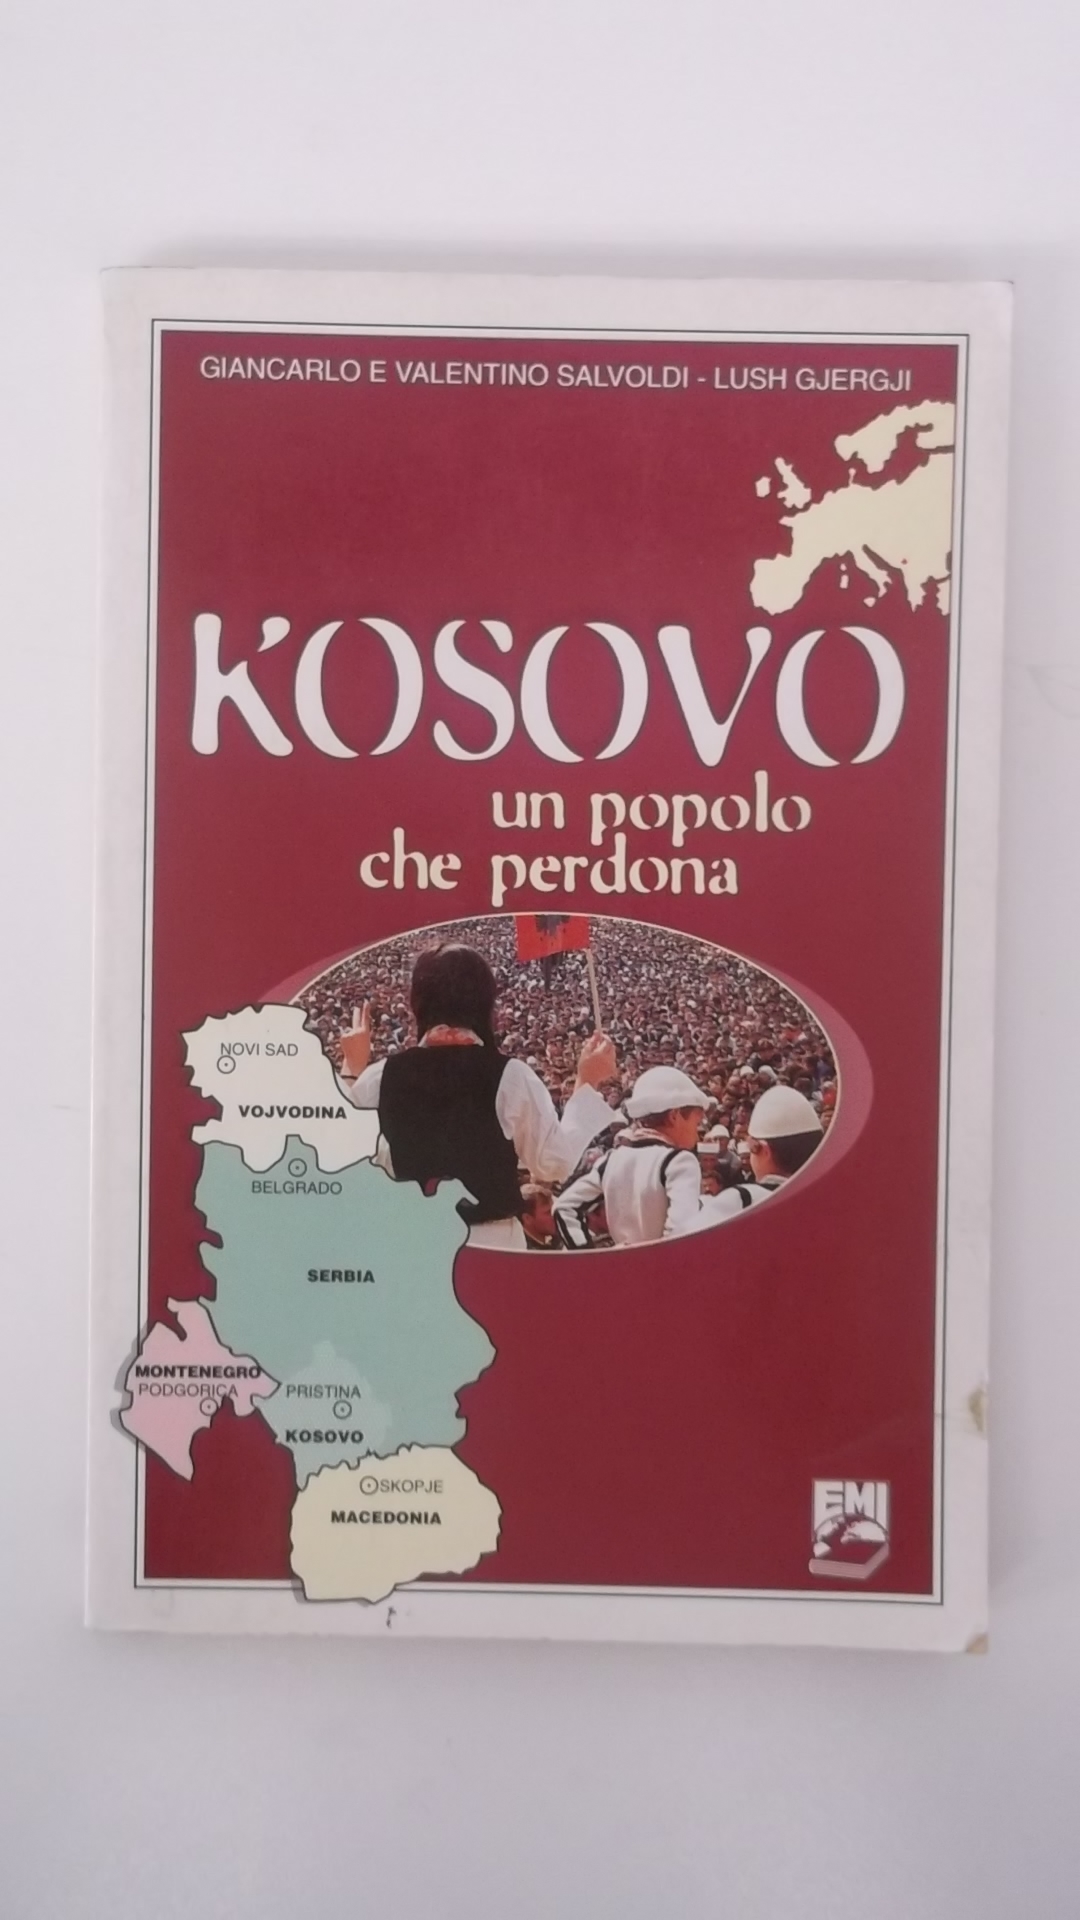 GIANCARLO E VALENTINO SALVOLDI - LUSH GJERGJI
KOSOVO
un popolo
che perdona
NOVI SAD
VOJVODINA
BELGRADO
SERBIA
MONTENEGRO
PODGORICA
PRISTINA
KOSOVO
SKOPJE
MACEDONIA
EMI